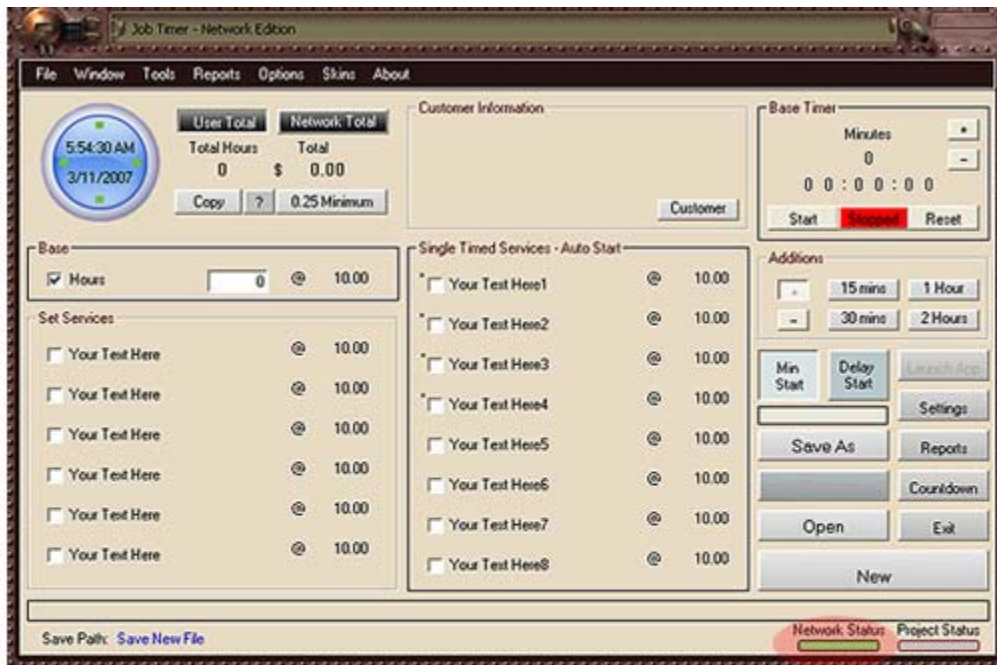 Job Timer - Network Edition
File Window Tools Reports Options Skins About
5:54:30 AM
3/11/2007
User Total Network Total
Total Hours Total
0 $ 0.00
Copy ? 0.25 Minimum
Customer Information
Customer
Base Timer
Minutes
+
0
-
00:00:00
Start Stopped Reset
Base
Hours 0 @ 10.00
Set Services
Your Text Here @ 10.00
Your Text Here @ 10.00
Your Text Here @ 10.00
Your Text Here @ 10.00
Your Text Here @ 10.00
Your Text Here @ 10.00
Single Timed Services - Auto Start
* Your Text Here1 @ 10.00
* Your Text Here2 @ 10.00
* Your Text Here3 @ 10.00
* Your Text Here4 @ 10.00
Your Text Here5 @ 10.00
Your Text Here6 @ 10.00
Your Text Here7 @ 10.00
Your Text Here8 @ 10.00
Additions
+ 15 mins 1 Hour
- 30 mins 2 Hours
Min Start
Delay Start
Launch App
Settings
Save As
Reports
Countdown
Open
Exit
New
Save Path: Save New File
Network Status Project Status